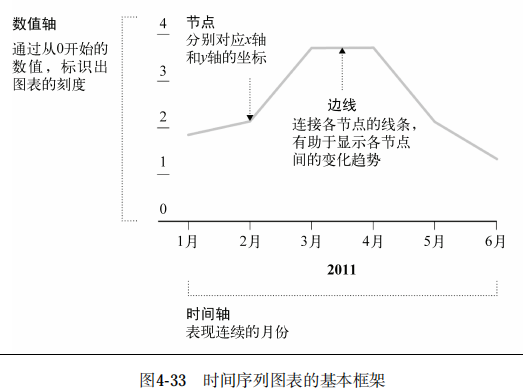 数值轴
通过从0开始的
数值，标识出
图表的刻度
4
3
2
1
0
节点
分别对应x轴
和y轴的坐标
边线
连接各节点的线条，
有助于显示各节点
间的变化趋势
1月 2月 3月 4月 5月 6月
2011
时间轴
表现连续的月份
图4-33 时间序列图表的基本框架